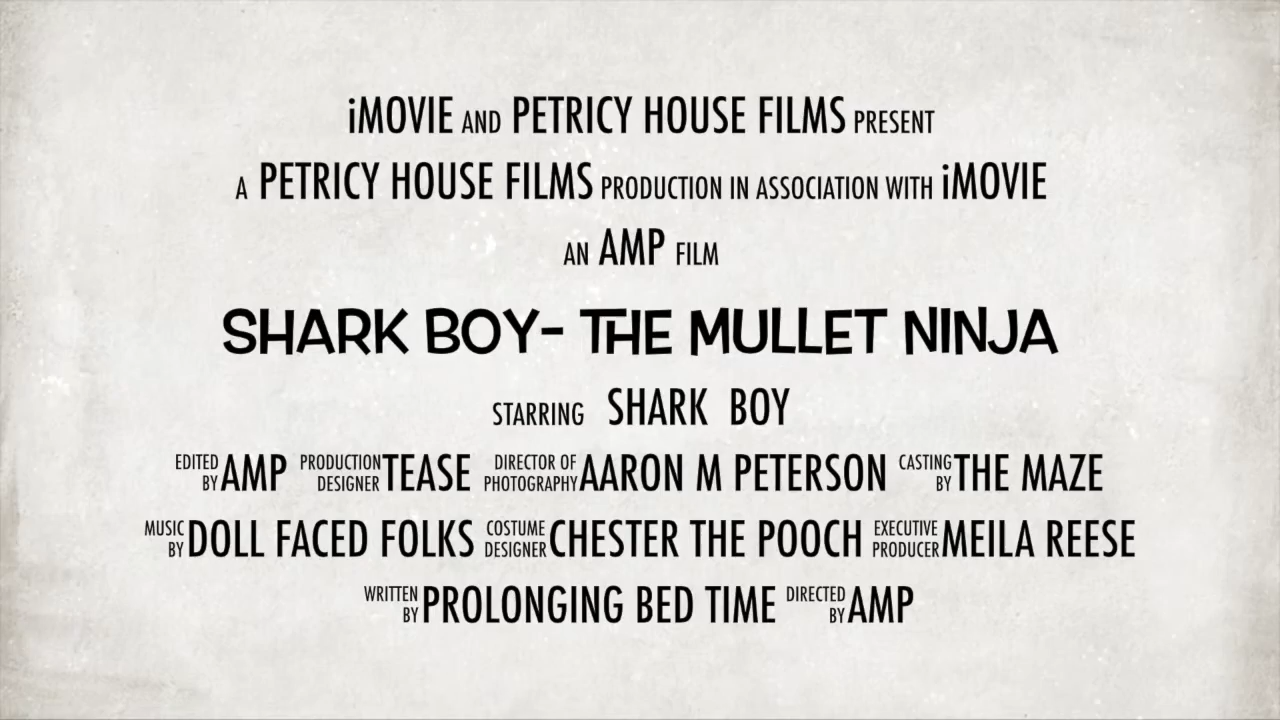 iMOVIE AND PETRICY HOUSE FILMS PRESENT
A PETRICY HOUSE FILMS PRODUCTION IN ASSOCIATION WITH iMOVIE
AN AMP FILM
SHARK BOY- THE MULLET NINJA
STARRING SHARK BOY
EDITED BY AMP PRODUCTION DESIGNER TEASE DIRECTOR OF PHOTOGRAPHY AARON M PETERSON CASTING BY THE MAZE
MUSIC BY DOLL FACED FOLKS COSTUME DESIGNER CHESTER THE POOCH EXECUTIVE PRODUCER MEILA REESE
WRITTEN BY PROLONGING BED TIME DIRECTED BY AMP